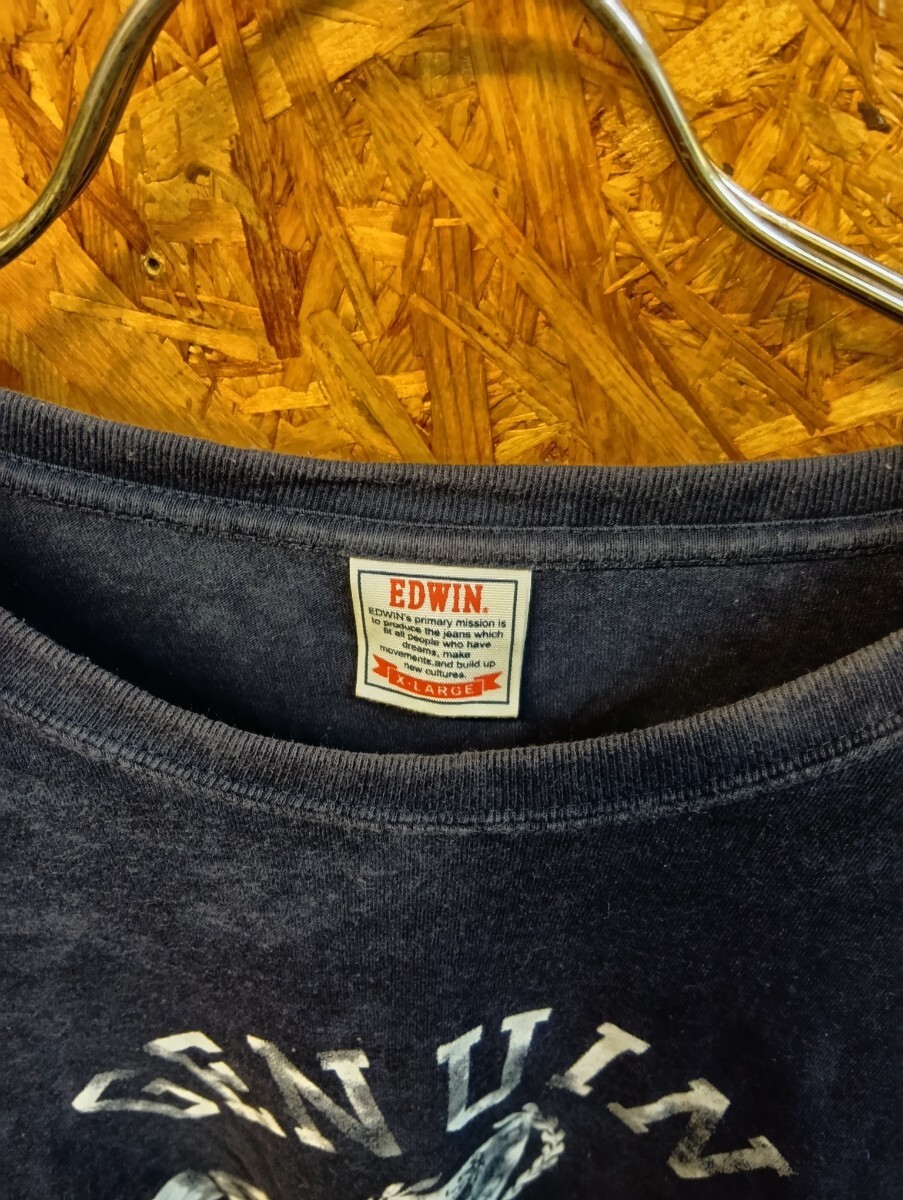 EDWIN.
EDWIN's primary mission is
to produce the jeans which
fit all people who have
dreams, make
movements,and build up
new cultures.
X-LARGE
GENUIN